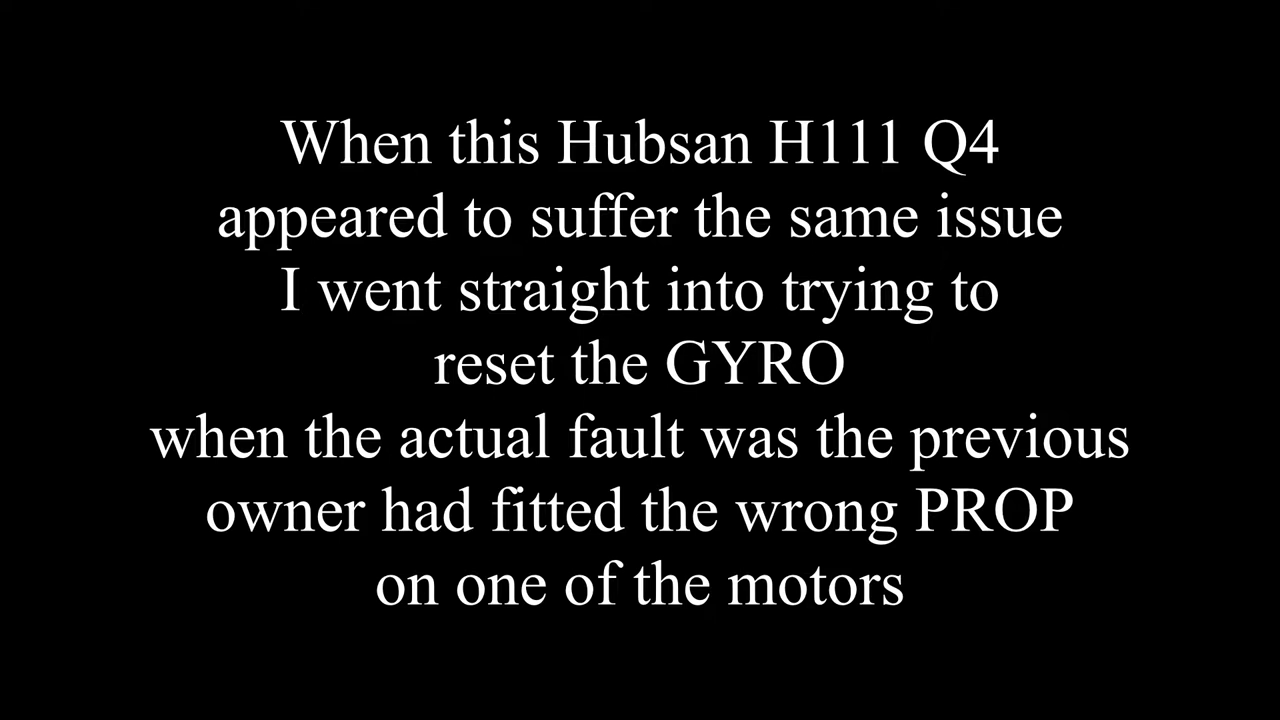 When this Hubsan H111 Q4
appeared to suffer the same issue
I went straight into trying to
reset the GYRO
when the actual fault was the previous
owner had fitted the wrong PROP
on one of the motors